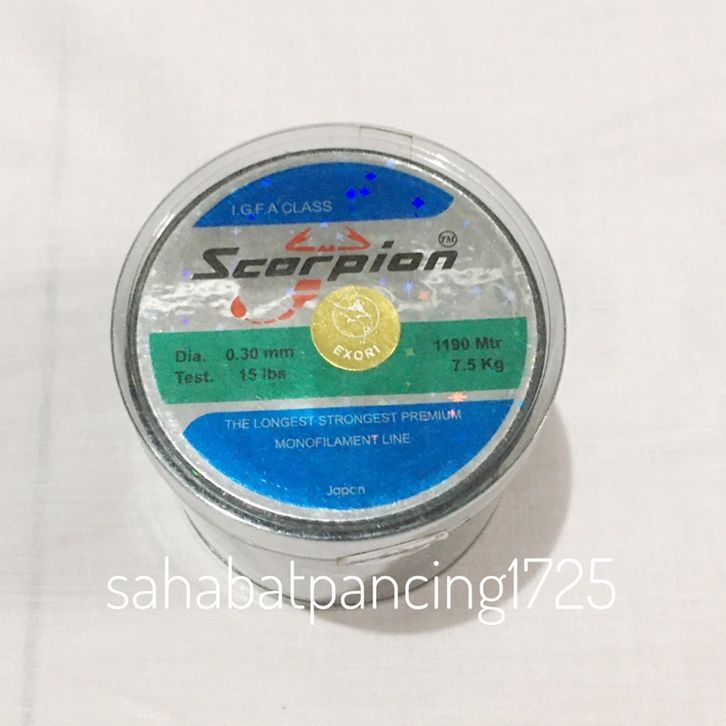 I.G.F.A CLASS
Scorpion TM
EXORI
Dia. 0.30 mm 1190 Mtr
Test. 15 lbs 7.5 Kg
THE LONGEST STRONGEST PREMIUM
MONOFILAMENT LINE
Japan
sahabatpancing1725